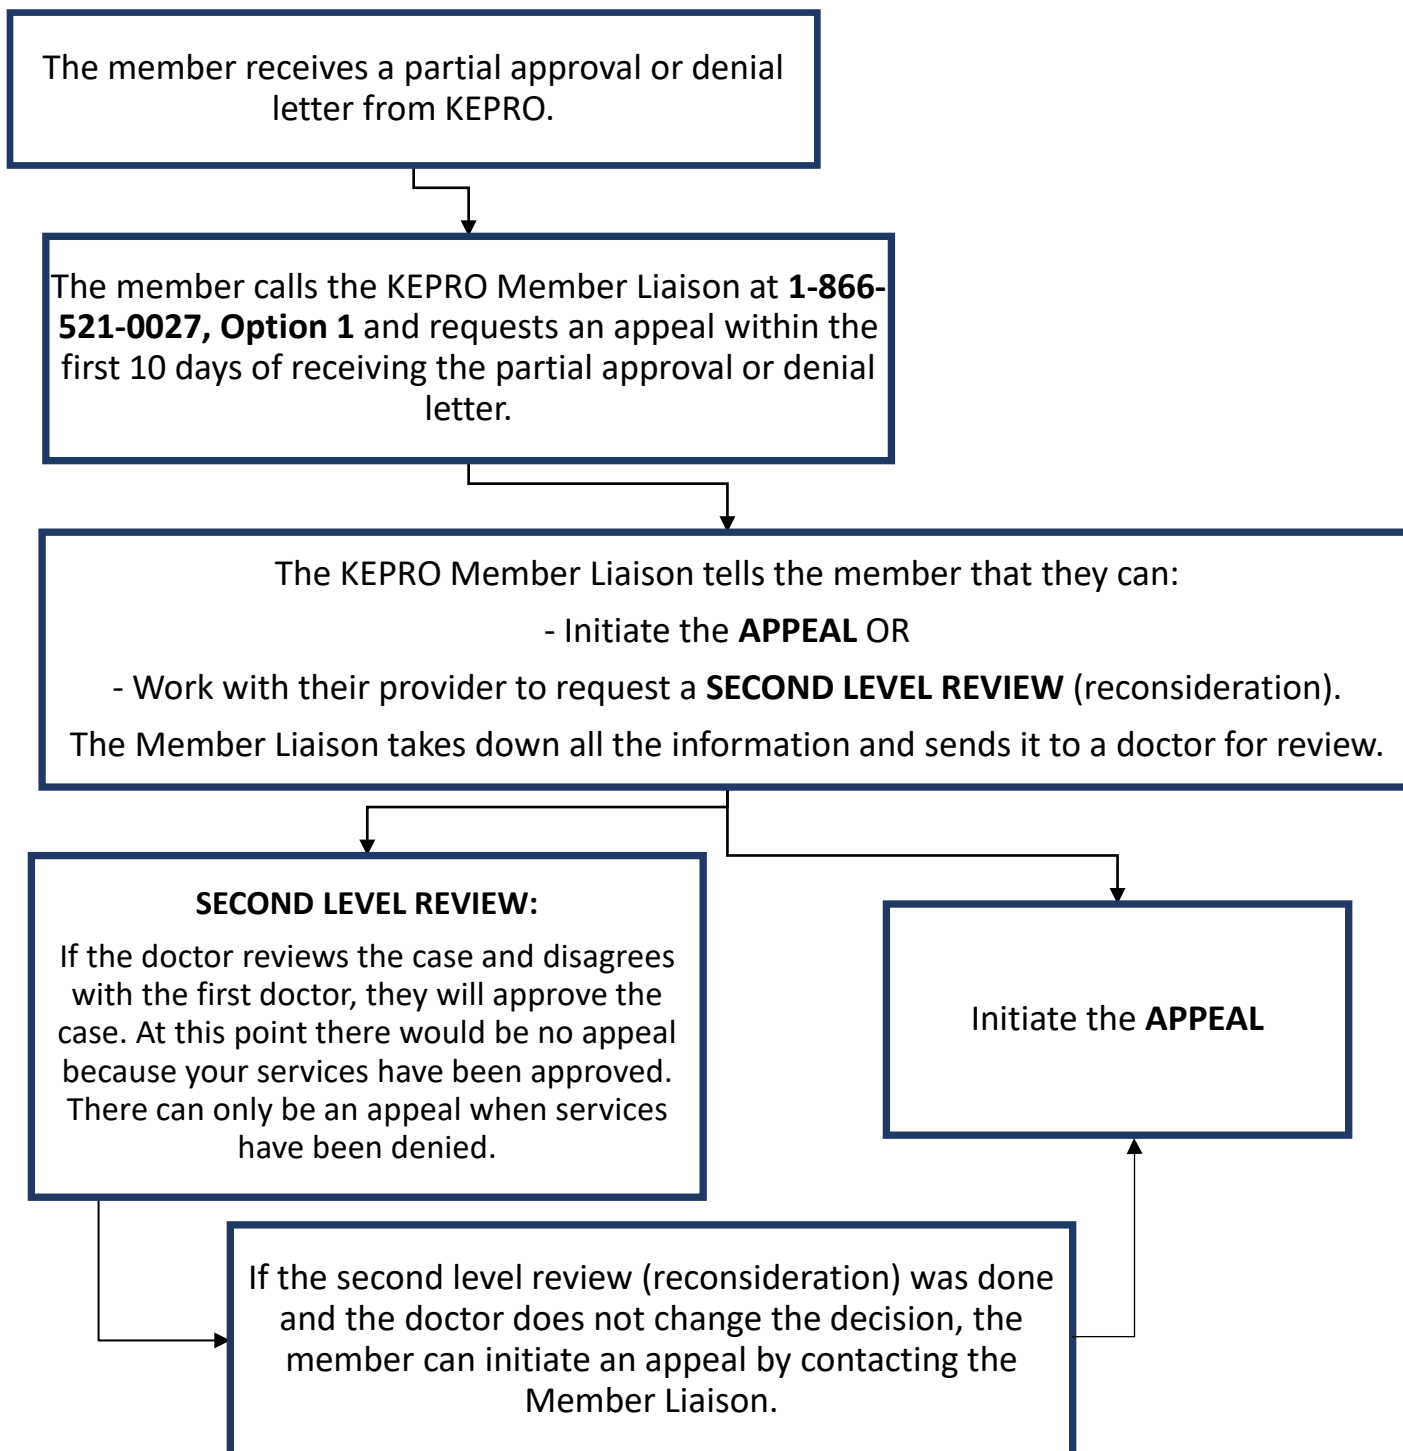 The member receives a partial approval or denial
letter from KEPRO.
The member calls the KEPRO Member Liaison at 1-866-
521-0027, Option 1 and requests an appeal within the
first 10 days of receiving the partial approval or denial
letter.
The KEPRO Member Liaison tells the member that they can:
- Initiate the APPEAL OR
- Work with their provider to request a SECOND LEVEL REVIEW (reconsideration).
The Member Liaison takes down all the information and sends it to a doctor for review.
SECOND LEVEL REVIEW:
If the doctor reviews the case and disagrees
with the first doctor, they will approve the
case. At this point there would be no appeal
because your services have been approved.
There can only be an appeal when services
have been denied.
Initiate the APPEAL
If the second level review (reconsideration) was done
and the doctor does not change the decision, the
member can initiate an appeal by contacting the
Member Liaison.